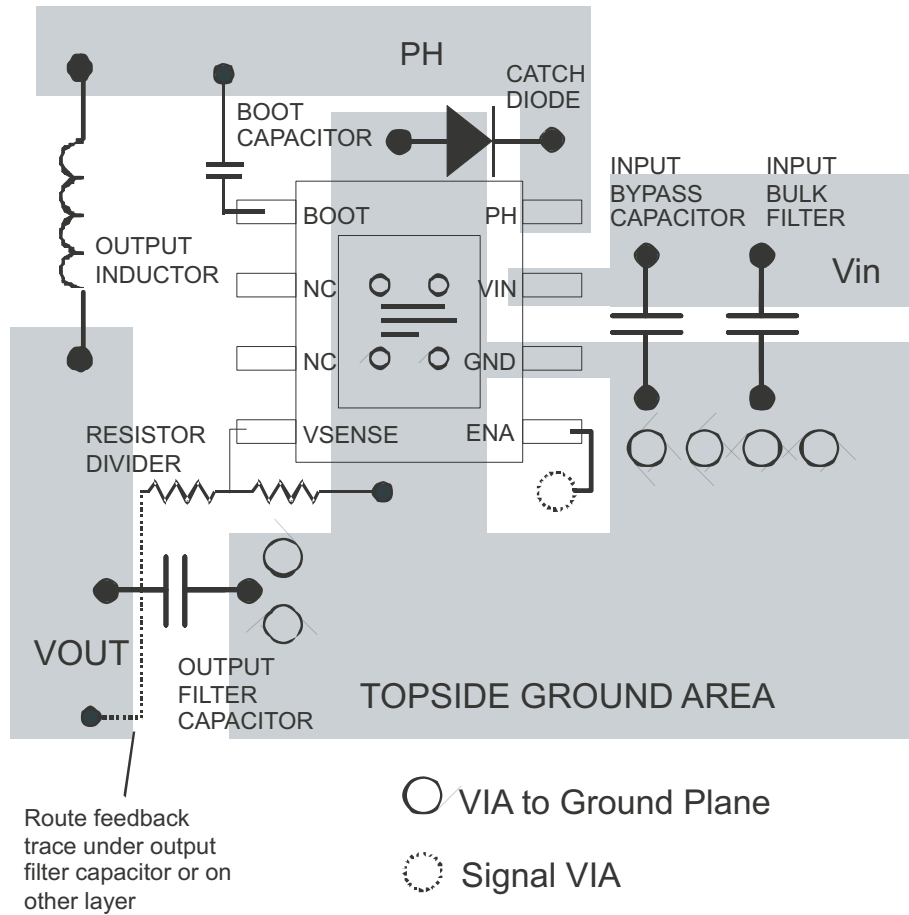 PH
CATCH
DIODE
BOOT
CAPACITOR
INPUT
BYPASS
CAPACITOR
INPUT
BULK
FILTER
Vin
OUTPUT
INDUCTOR
BOOT
PH
NC
VIN
NC
GND
VSENSE
ENA
RESISTOR
DIVIDER
VOUT
OUTPUT
FILTER
CAPACITOR
TOPSIDE GROUND AREA
Route feedback
trace under output
filter capacitor or on
other layer
VIA to Ground Plane
Signal VIA